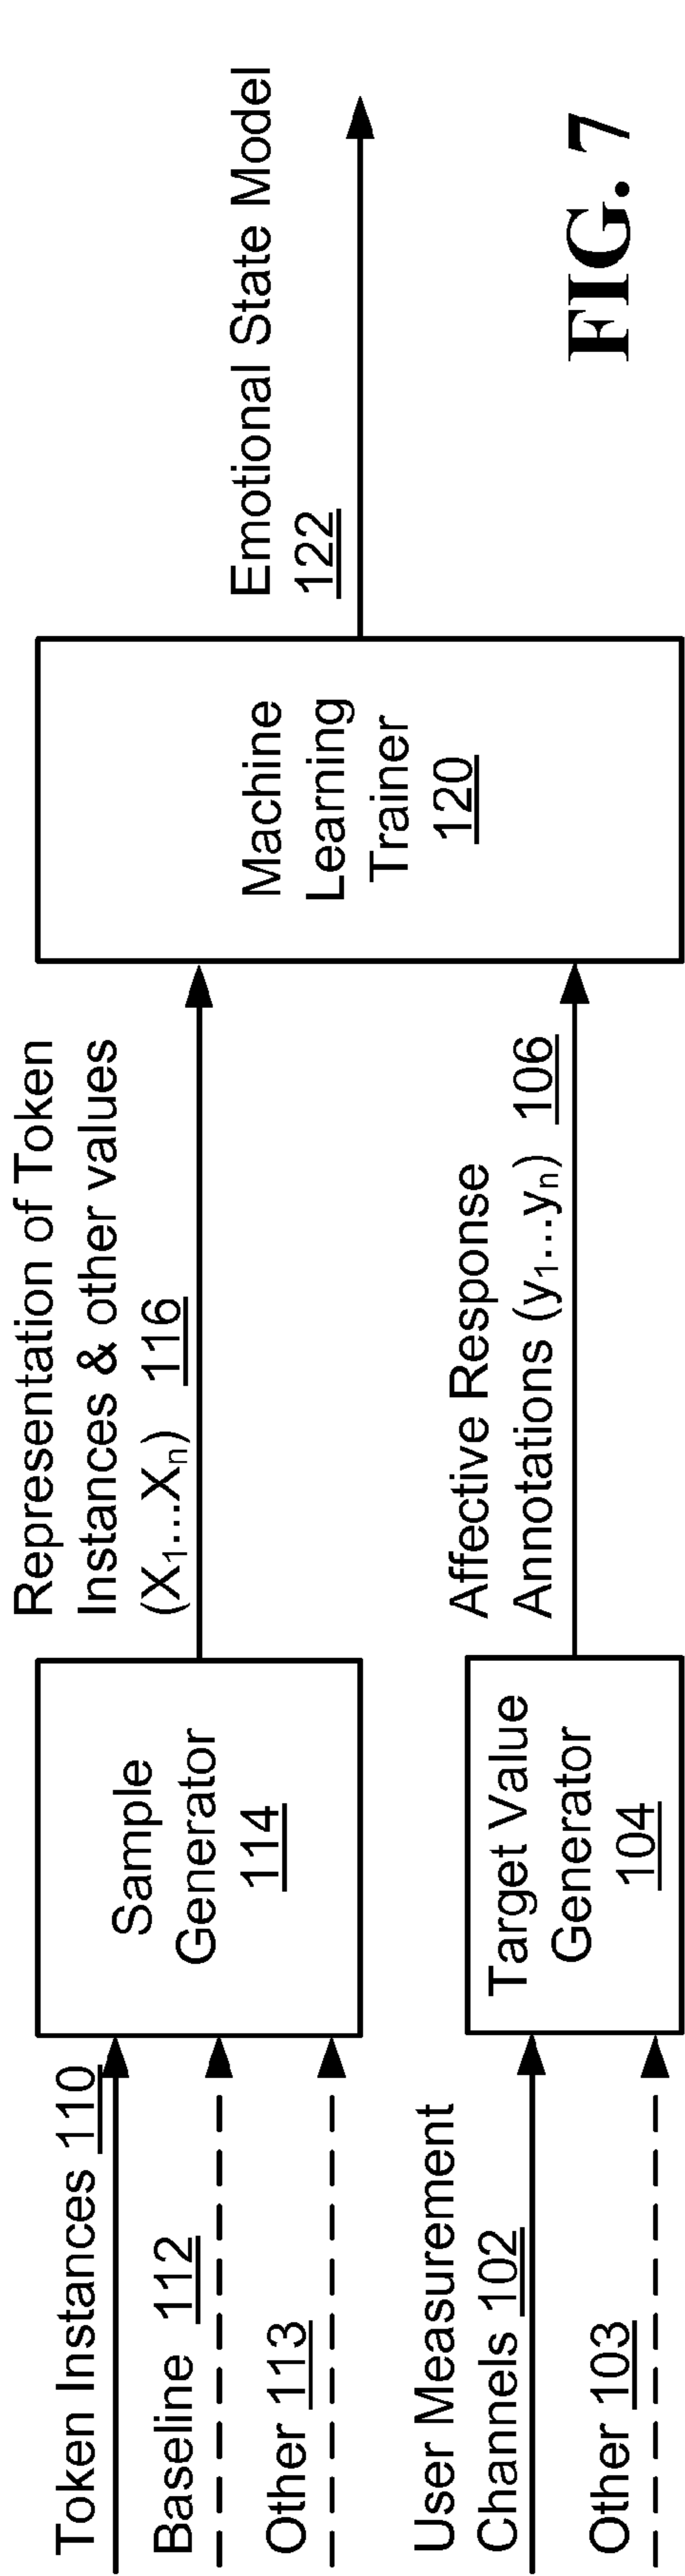 Token Instances 110
Baseline 112
Other 113
Sample
Generator
114
Representation of Token
Instances & other values
(X₁...Xₙ) 116
User Measurement
Channels 102
Other 103
Target Value
Generator
104
Affective Response
Annotations (y₁...yₙ) 106
Machine
Learning
Trainer
120
Emotional State Model
122
FIG. 7